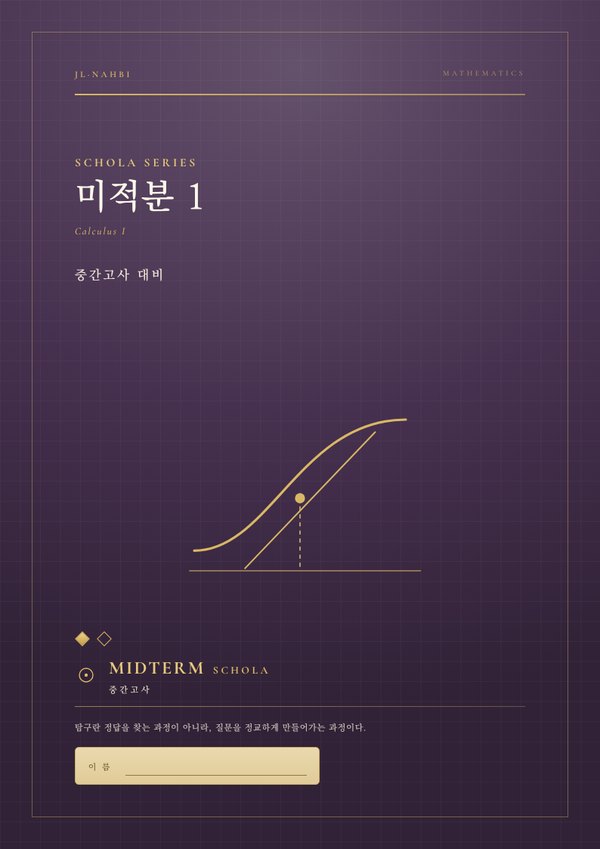 JL-NAHBI
MATHEMATICS
SCHOLA SERIES
미적분 1
Calculus I
중간고사 대비
MIDTERM SCHOLA
중간고사
탐구란 정답을 찾는 과정이 아니라, 질문을 정교하게 만들어가는 과정이다.
이 름